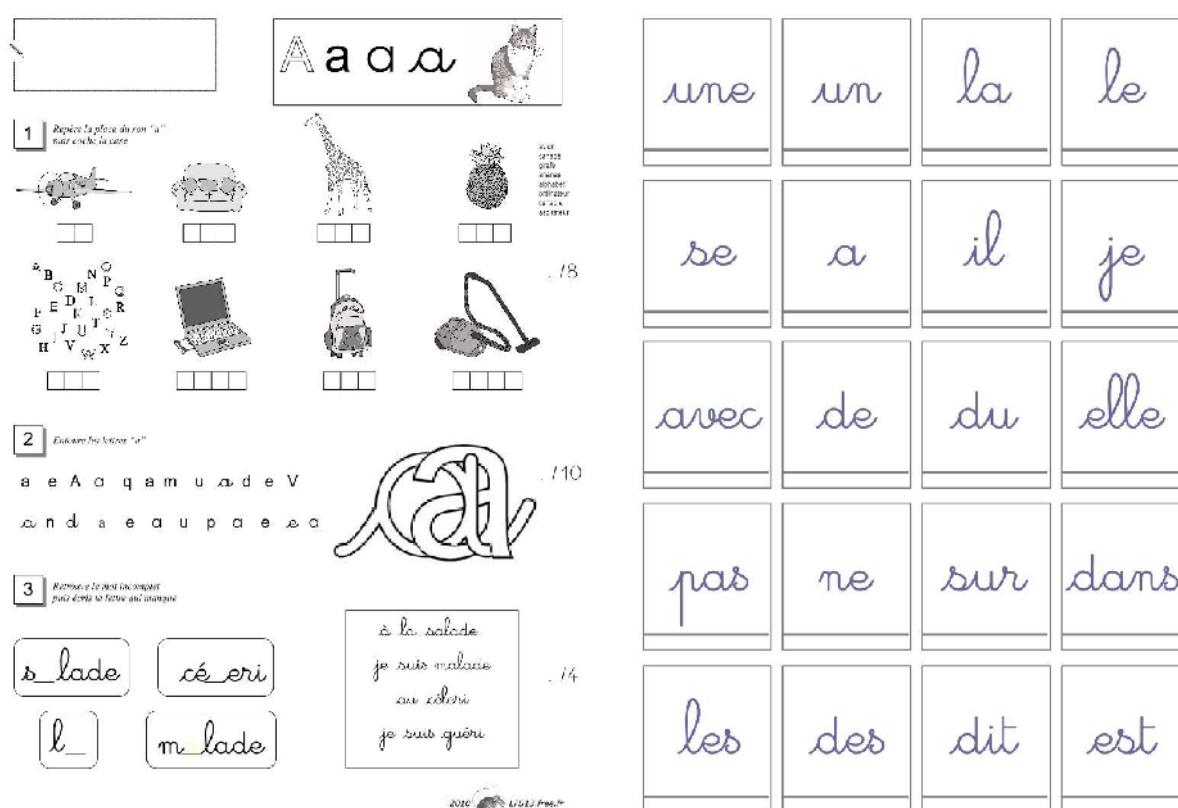 A a a a
1 Repère la place du son "a"
puis coche la case
avion
canapé
girafe
ananas
alphabet
ordinateur
cartable
aspirateur
. /8
2 Entoure les lettres "a"
a e A a q a m u a d e V
a n d a e a u p a e e a
. /10
3 Retrouve le mot incomplet
puis écris la lettre qui manque
s_lade
cé_eri
l_
m_lade
à la salade
je suis malade
au céleri
je suis guéri
. /4
2010
une un la le
se a il je
avec de du elle
pas ne sur dans
les des dit est